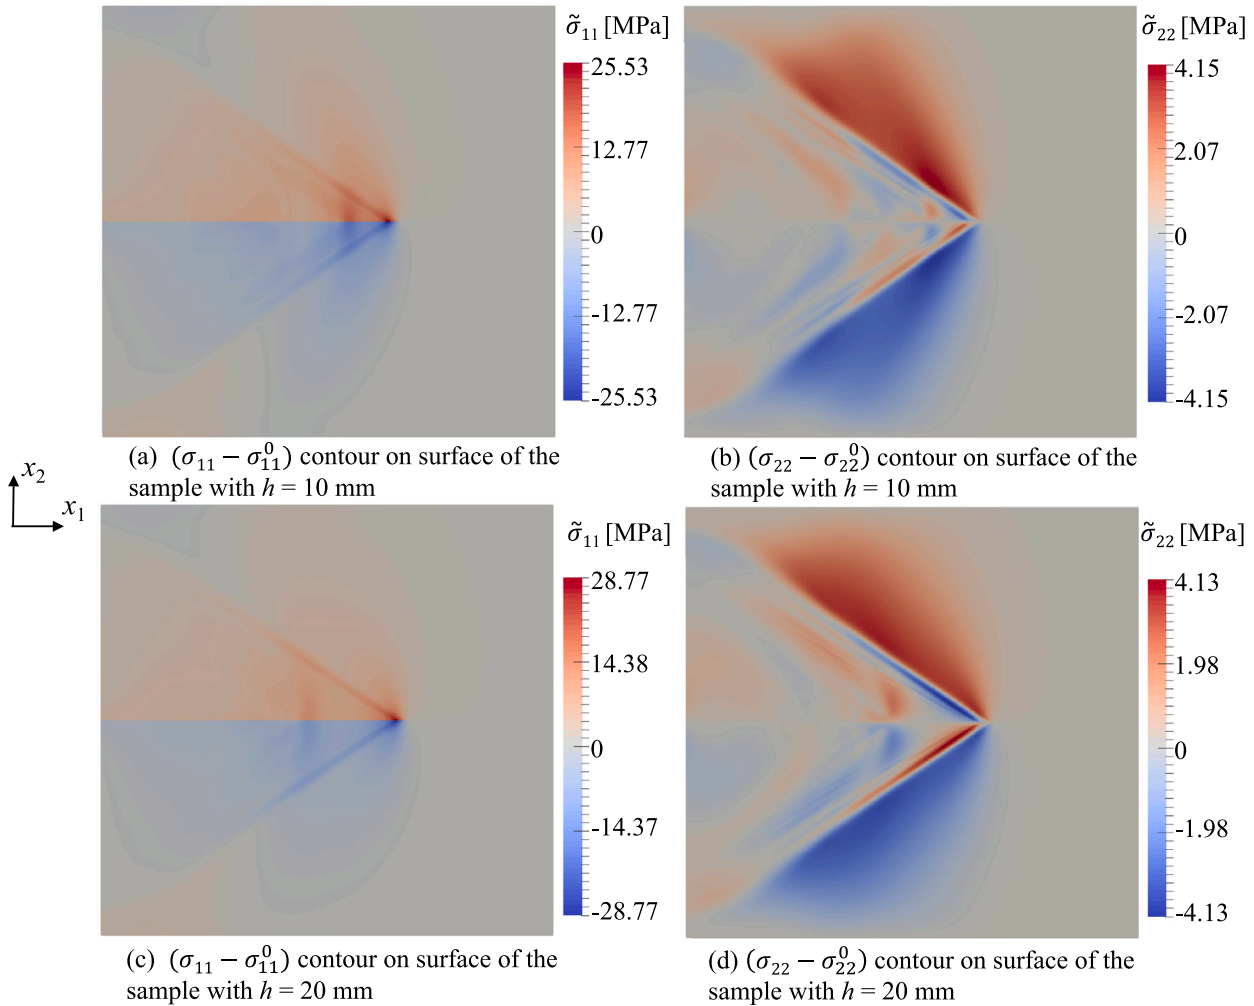 σ̃₁₁ [MPa]
25.53
12.77
0
-12.77
-25.53
σ̃₂₂ [MPa]
4.15
2.07
0
-2.07
-4.15
(a) (σ₁₁ − σ⁰₁₁) contour on surface of the
sample with h = 10 mm
(b) (σ₂₂ − σ⁰₂₂) contour on surface of the
sample with h = 10 mm
x₂
x₁
σ̃₁₁ [MPa]
28.77
14.38
0
-14.37
-28.77
σ̃₂₂ [MPa]
4.13
1.98
0
-1.98
-4.13
(c) (σ₁₁ − σ⁰₁₁) contour on surface of the
sample with h = 20 mm
(d) (σ₂₂ − σ⁰₂₂) contour on surface of the
sample with h = 20 mm